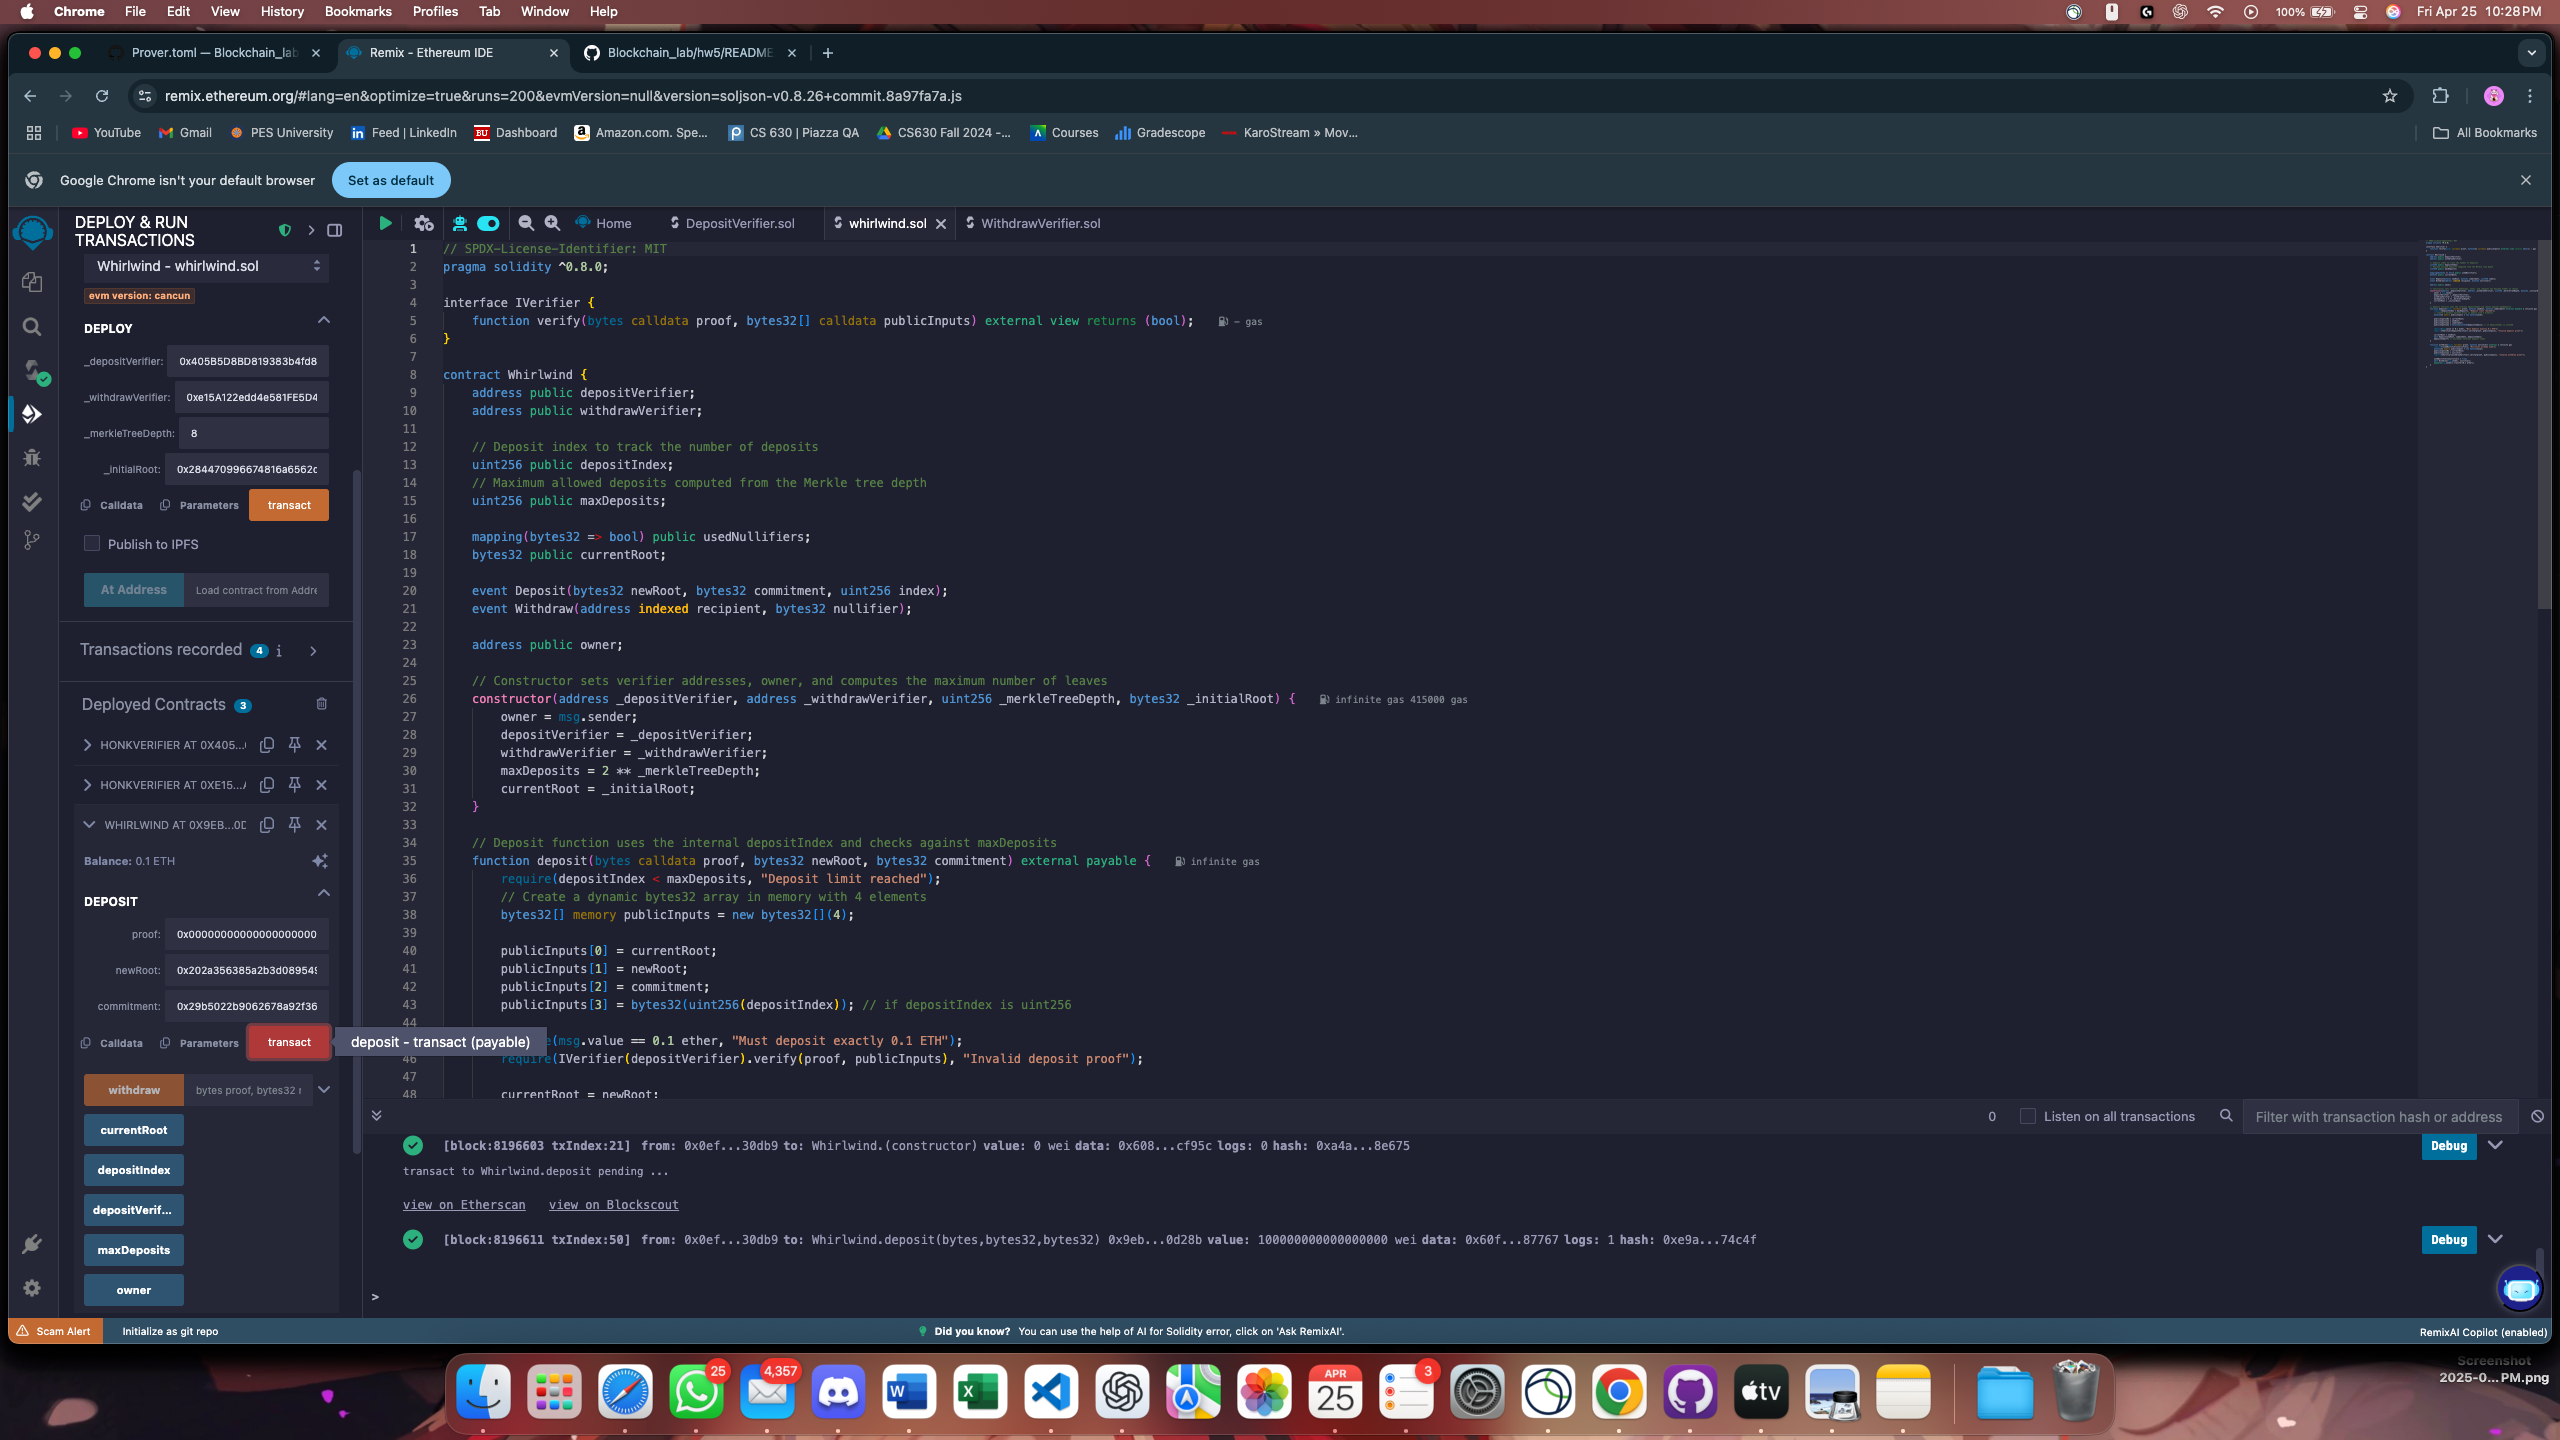 Chrome File Edit View History Bookmarks Profiles Tab Window Help
100% Fri Apr 25 10:28 PM
Prover.toml — Blockchain_lab
Remix - Ethereum IDE
Blockchain_lab/hw5/README
remix.ethereum.org/#lang=en&optimize=true&runs=200&evmVersion=null&version=soljson-v0.8.26+commit.8a97fa7a.js
YouTube Gmail PES University Feed | LinkedIn Dashboard Amazon.com. Spe... CS 630 | Piazza QA CS630 Fall 2024 -... Courses Gradescope KaroStream » Mov... All Bookmarks
Google Chrome isn't your default browser Set as default
DEPLOY & RUN
TRANSACTIONS
Whirlwind - whirlwind.sol
evm version: cancun
DEPLOY
_depositVerifier: 0x405B5D8BD819383b4fd8
_withdrawVerifier: 0xe15A122edd4e581FE5D4
_merkleTreeDepth: 8
_initialRoot: 0x284470996674816a6562c
Calldata Parameters transact
Publish to IPFS
At Address Load contract from Addre
Transactions recorded 4 i
Deployed Contracts 3
HONKVERIFIER AT 0X405...
HONKVERIFIER AT 0XE15...
WHIRLWIND AT 0X9EB...0D
Balance: 0.1 ETH
DEPOSIT
proof: 0x00000000000000000000
newRoot: 0x202a356385a2b3d089549
commitment: 0x29b5022b9062678a92f36
Calldata Parameters transact
deposit - transact (payable)
withdraw bytes proof, bytes32 r
currentRoot
depositIndex
depositVerif...
maxDeposits
owner
Home DepositVerifier.sol whirlwind.sol WithdrawVerifier.sol
1 // SPDX-License-Identifier: MIT
2 pragma solidity ^0.8.0;
3
4 interface IVerifier {
5 function verify(bytes calldata proof, bytes32[] calldata publicInputs) external view returns (bool); - gas
6 }
7
8 contract Whirlwind {
9 address public depositVerifier;
10 address public withdrawVerifier;
11
12 // Deposit index to track the number of deposits
13 uint256 public depositIndex;
14 // Maximum allowed deposits computed from the Merkle tree depth
15 uint256 public maxDeposits;
16
17 mapping(bytes32 => bool) public usedNullifiers;
18 bytes32 public currentRoot;
19
20 event Deposit(bytes32 newRoot, bytes32 commitment, uint256 index);
21 event Withdraw(address indexed recipient, bytes32 nullifier);
22
23 address public owner;
24
25 // Constructor sets verifier addresses, owner, and computes the maximum number of leaves
26 constructor(address _depositVerifier, address _withdrawVerifier, uint256 _merkleTreeDepth, bytes32 _initialRoot) { infinite gas 415000 gas
27 owner = msg.sender;
28 depositVerifier = _depositVerifier;
29 withdrawVerifier = _withdrawVerifier;
30 maxDeposits = 2 ** _merkleTreeDepth;
31 currentRoot = _initialRoot;
32 }
33
34 // Deposit function uses the internal depositIndex and checks against maxDeposits
35 function deposit(bytes calldata proof, bytes32 newRoot, bytes32 commitment) external payable { infinite gas
36 require(depositIndex < maxDeposits, "Deposit limit reached");
37 // Create a dynamic bytes32 array in memory with 4 elements
38 bytes32[] memory publicInputs = new bytes32[](4);
39
40 publicInputs[0] = currentRoot;
41 publicInputs[1] = newRoot;
42 publicInputs[2] = commitment;
43 publicInputs[3] = bytes32(uint256(depositIndex)); // if depositIndex is uint256
44
e(msg.value == 0.1 ether, "Must deposit exactly 0.1 ETH");
46 require(IVerifier(depositVerifier).verify(proof, publicInputs), "Invalid deposit proof");
47
48 currentRoot = newRoot;
0 Listen on all transactions Filter with transaction hash or address
[block:8196603 txIndex:21] from: 0x0ef...30db9 to: Whirlwind.(constructor) value: 0 wei data: 0x608...cf95c logs: 0 hash: 0xa4a...8e675 Debug
transact to Whirlwind.deposit pending ...
view on Etherscan view on Blockscout
[block:8196611 txIndex:50] from: 0x0ef...30db9 to: Whirlwind.deposit(bytes,bytes32,bytes32) 0x9eb...0d28b value: 100000000000000000 wei data: 0x60f...87767 logs: 1 hash: 0xe9a...74c4f Debug
>
Scam Alert Initialize as git repo Did you know? You can use the help of AI for Solidity error, click on 'Ask RemixAI'. RemixAI Copilot (enabled)
Screenshot
2025-0...PM.png
25 4,357 APR 25 3 tv